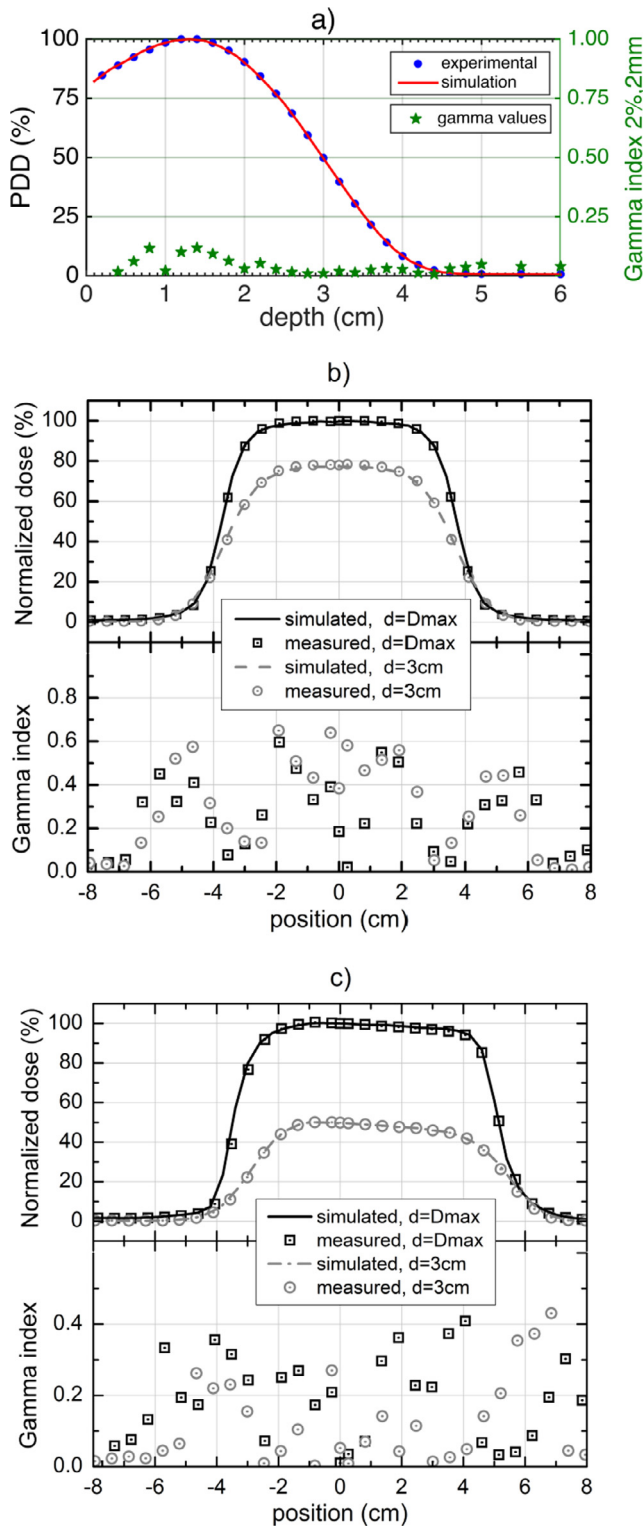 a)
100
75
50
25
0
PDD (%)
experimental
simulation
gamma values
1.00
0.75
0.50
0.25
Gamma index 2%,2mm
0 1 2 3 4 5 6
depth (cm)
b)
100
80
60
40
20
0
Normalized dose (%)
simulated, d=Dmax
measured, d=Dmax
simulated, d=3cm
measured, d=3cm
0.8
0.6
0.4
0.2
0.0
Gamma index
-8 -6 -4 -2 0 2 4 6 8
position (cm)
c)
100
80
60
40
20
0
Normalized dose (%)
simulated, d=Dmax
measured, d=Dmax
simulated, d=3cm
measured, d=3cm
0.4
0.2
0.0
Gamma index
-8 -6 -4 -2 0 2 4 6 8
position (cm)